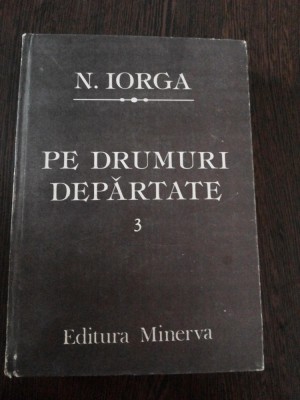 N. IORGA
PE DRUMURI
DEPĂRTATE
3
Editura Minerva